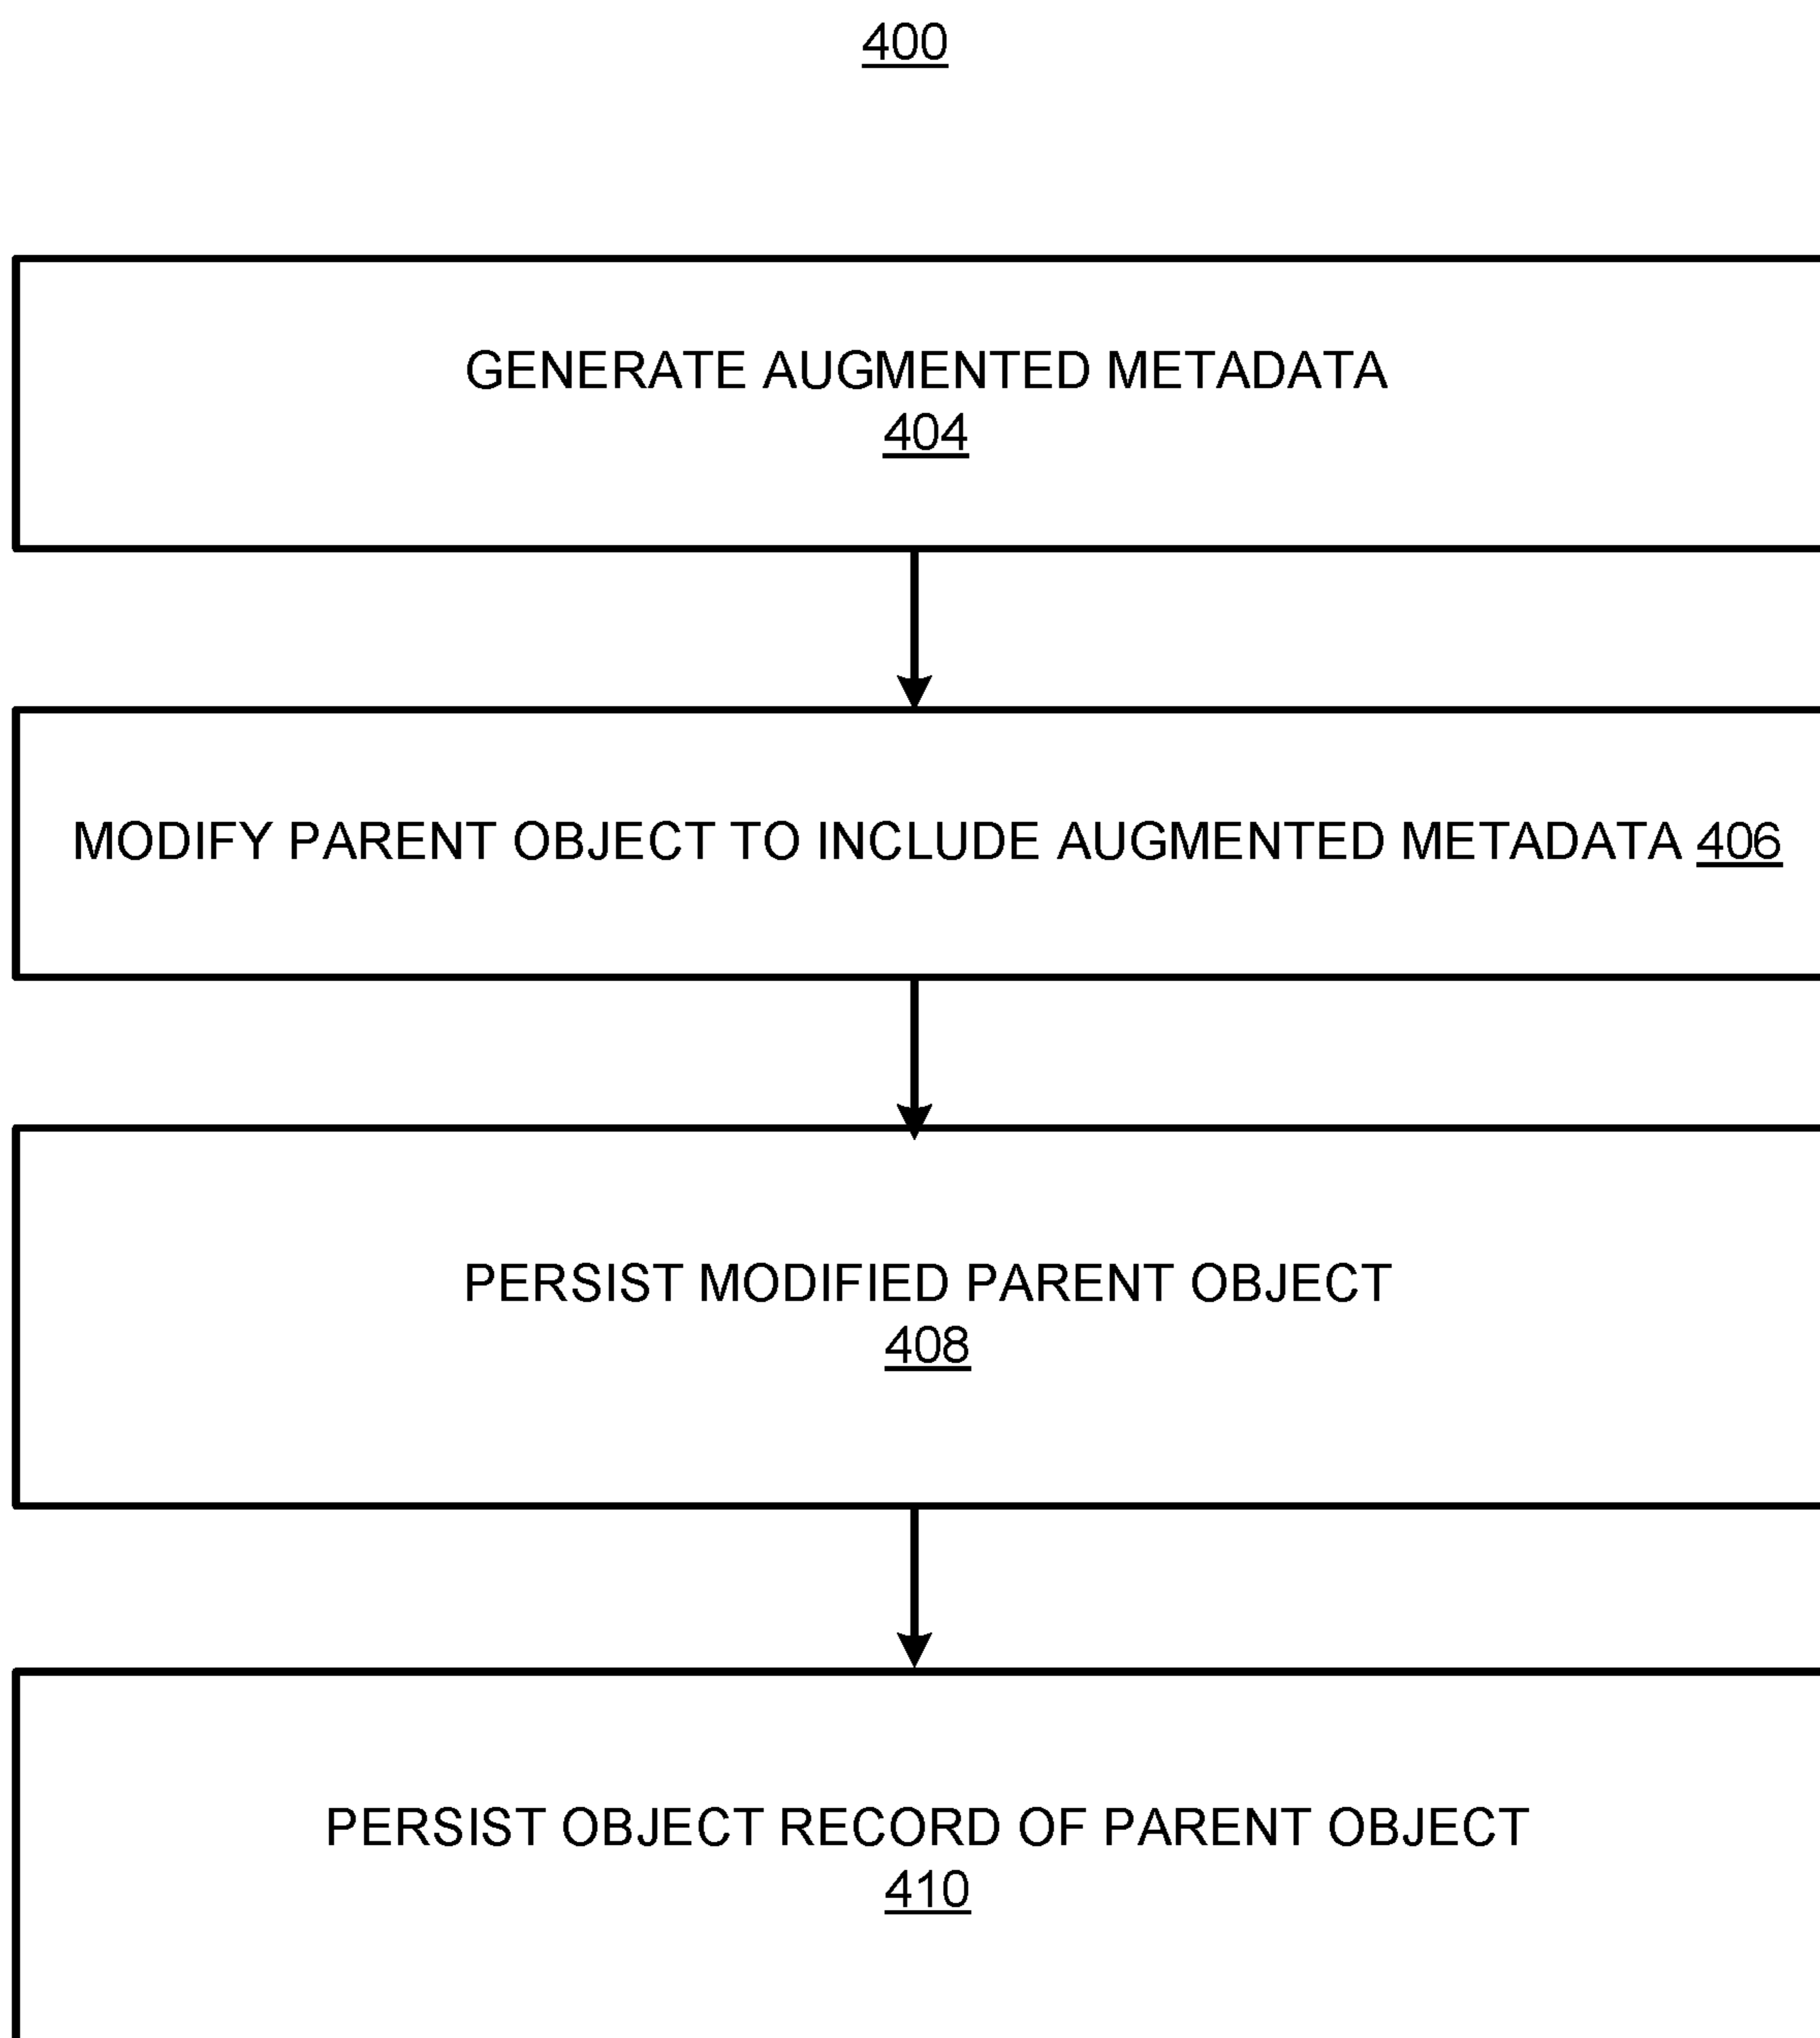 400
GENERATE AUGMENTED METADATA
404
MODIFY PARENT OBJECT TO INCLUDE AUGMENTED METADATA 406
PERSIST MODIFIED PARENT OBJECT
408
PERSIST OBJECT RECORD OF PARENT OBJECT
410